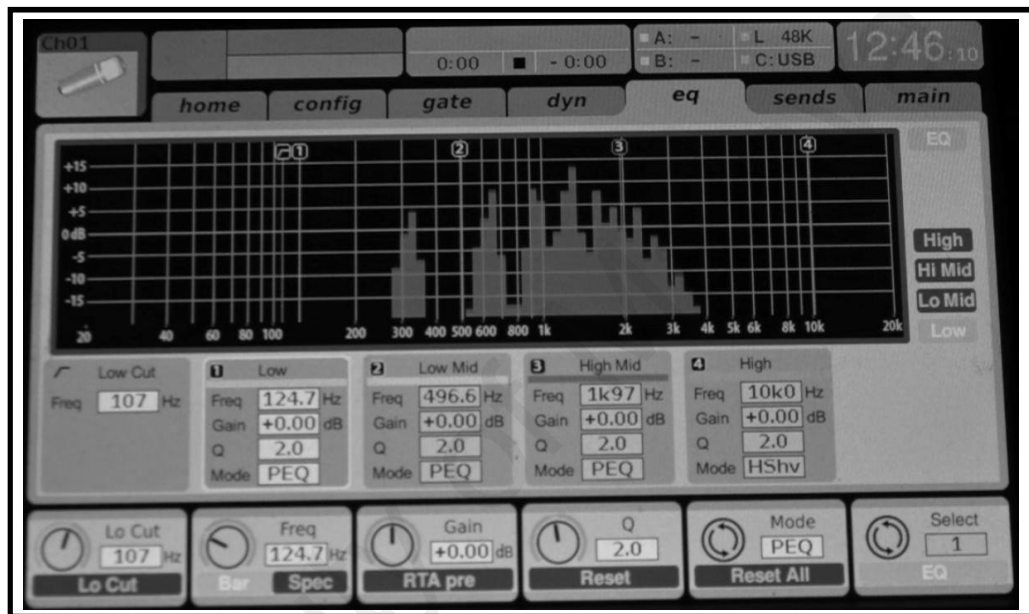 Ch01
0:00 - 0:00
A: - L 48K
B: - C: USB
12:46:10
home config gate dyn eq sends main
EQ
+15
+10
+5
0dB
-5
-10
-15
1 2 3 4
20 40 60 80 100 200 300 400 500 600 800 1k 2k 3k 4k 5k 6k 8k 10k 20k
High
Hi Mid
Lo Mid
Low
Low Cut
Freq 107 Hz
1 Low
Freq 124.7 Hz
Gain +0.00 dB
Q 2.0
Mode PEQ
2 Low Mid
Freq 496.6 Hz
Gain +0.00 dB
Q 2.0
Mode PEQ
3 High Mid
Freq 1k97 Hz
Gain +0.00 dB
Q 2.0
Mode PEQ
4 High
Freq 10k0 Hz
Gain +0.00 dB
Q 2.0
Mode HShv
Lo Cut
107 Hz
Lo Cut
Freq
124.7 Hz
Bar Spec
Gain
+0.00 dB
RTA pre
Q
2.0
Reset
Mode
PEQ
Reset All
Select
1
EQ